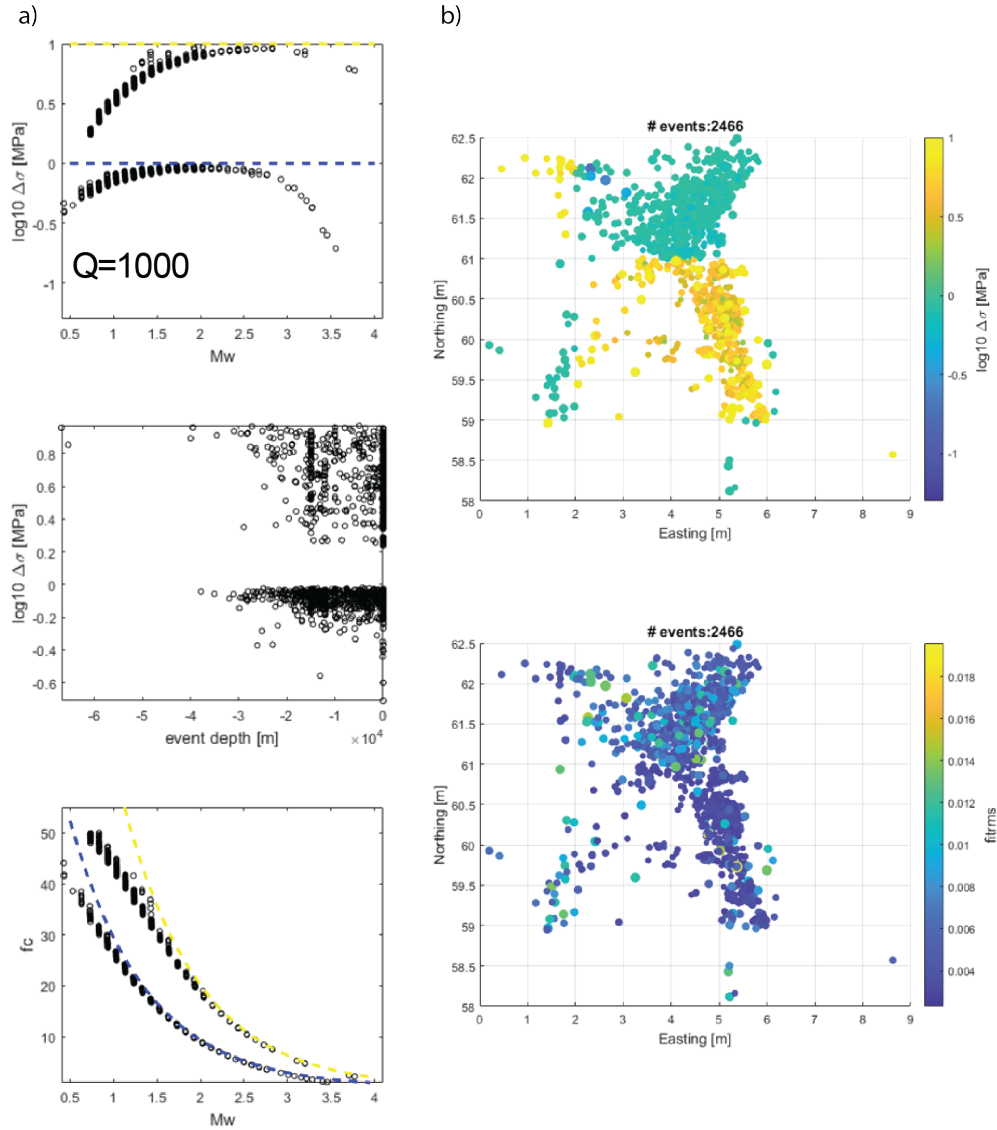 a)
1
0.5
0
-0.5
-1
log10 Δσ [MPa]
Q=1000
0.5 1 1.5 2 2.5 3 3.5 4
Mw
0.8
0.6
0.4
0.2
0
-0.2
-0.4
-0.6
log10 Δσ [MPa]
-6 -5 -4 -3 -2 -1 0
event depth [m]
×10^4
50
40
30
20
10
fc
0.5 1 1.5 2 2.5 3 3.5 4
Mw
b)
# events:2466
62.5
62
61.5
61
60.5
60
59.5
59
58.5
58
Northing [m]
0 1 2 3 4 5 6 7 8 9
Easting [m]
1
0.5
0
-0.5
-1
log10 Δσ [MPa]
# events:2466
62.5
62
61.5
61
60.5
60
59.5
59
58.5
58
Northing [m]
0 1 2 3 4 5 6 7 8 9
Easting [m]
0.018
0.016
0.014
0.012
0.01
0.008
0.006
0.004
fitrms